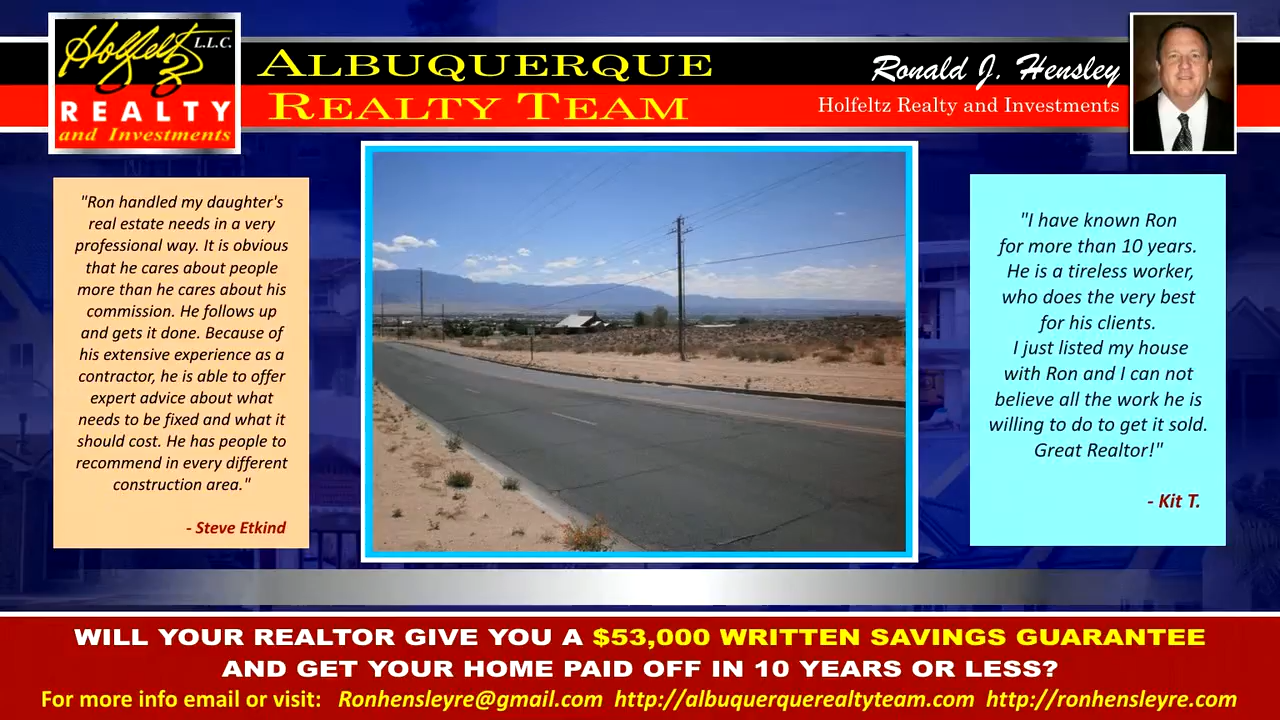 Holfeltz L.L.C.
REALTY
and Investments
ALBUQUERQUE
REALTY TEAM
Ronald J. Hensley
Holfeltz Realty and Investments
"Ron handled my daughter's
real estate needs in a very
professional way. It is obvious
that he cares about people
more than he cares about his
commission. He follows up
and gets it done. Because of
his extensive experience as a
contractor, he is able to offer
expert advice about what
needs to be fixed and what it
should cost. He has people to
recommend in every different
construction area."
- Steve Etkind
"I have known Ron
for more than 10 years.
He is a tireless worker,
who does the very best
for his clients.
I just listed my house
with Ron and I can not
believe all the work he is
willing to do to get it sold.
Great Realtor!"
- Kit T.
WILL YOUR REALTOR GIVE YOU A $53,000 WRITTEN SAVINGS GUARANTEE
AND GET YOUR HOME PAID OFF IN 10 YEARS OR LESS?
For more info email or visit: Ronhensleyre@gmail.com http://albuquerquerealtyteam.com http://ronhensleyre.com